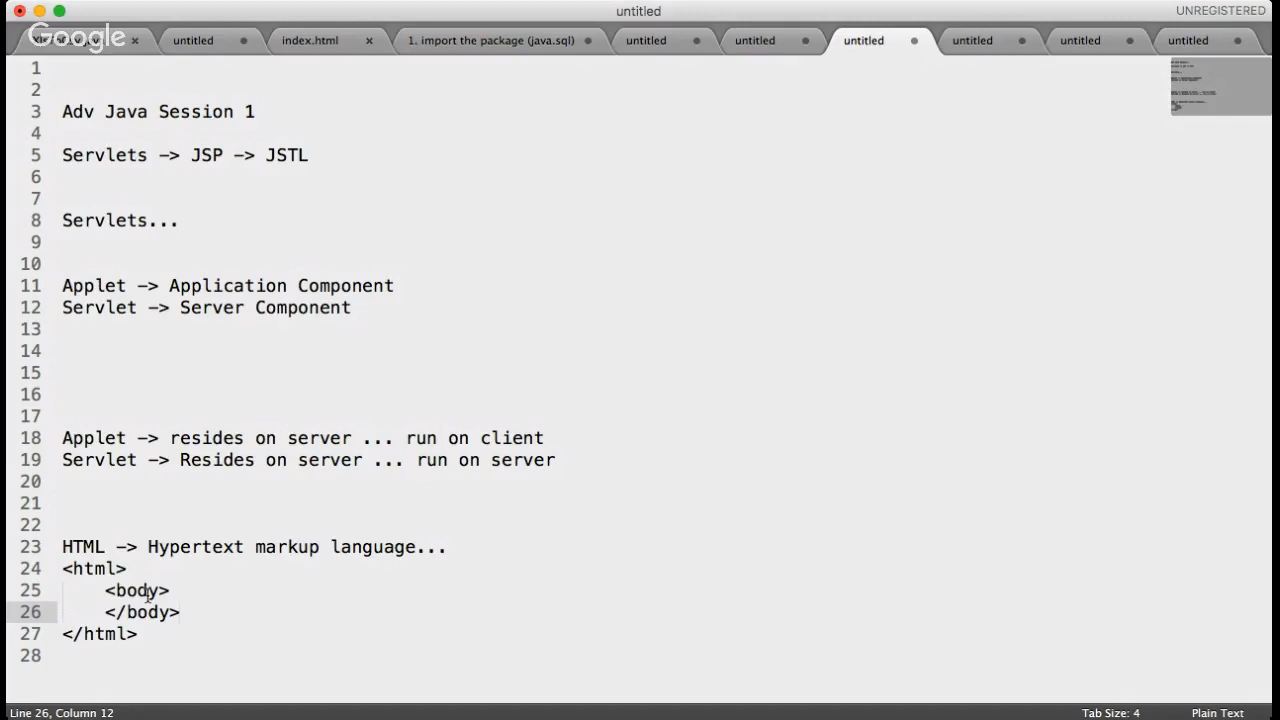 untitled
UNREGISTERED
Google
untitled
index.html
1. import the package (java.sql)
untitled
untitled
untitled
untitled
untitled
untitled
1
2
3 Adv Java Session 1
4
5 Servlets -> JSP -> JSTL
6
7
8 Servlets...
9
10
11 Applet -> Application Component
12 Servlet -> Server Component
13
14
15
16
17
18 Applet -> resides on server ... run on client
19 Servlet -> Resides on server ... run on server
20
21
22
23 HTML -> Hypertext markup language...
24 <html>
25 <body>
26 </body>
27 </html>
28
Line 26, Column 12
Tab Size: 4
Plain Text